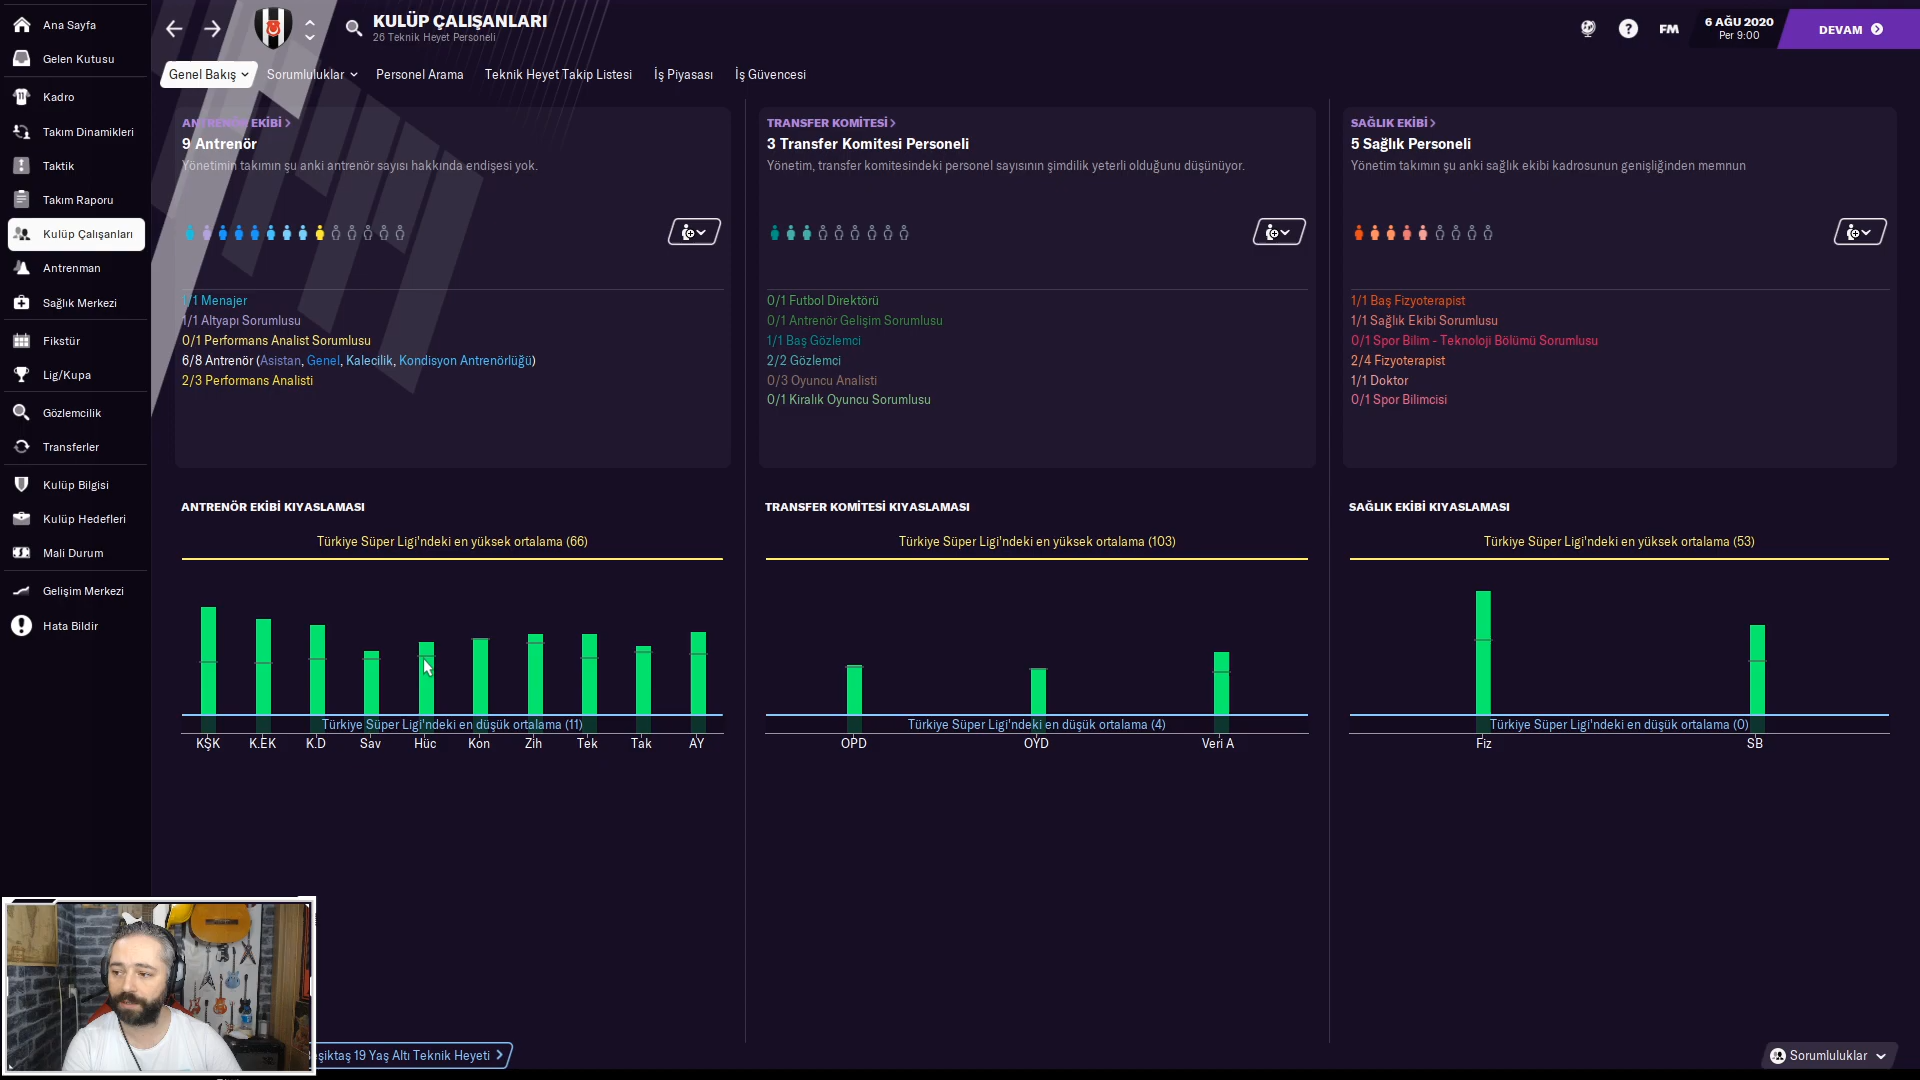 Ana Sayfa
Gelen Kutusu
Kadro
Takım Dinamikleri
Taktik
Takım Raporu
Kulüp Çalışanları
Antrenman
Sağlık Merkezi
Fikstür
Lig/Kupa
Gözlemcilik
Transferler
Kulüp Bilgisi
Kulüp Hedefleri
Mali Durum
Gelişim Merkezi
Hata Bildir
KULÜP ÇALIŞANLARI
26 Teknik Heyet Personeli
FM
6 AĞU 2020
Per 9:00
DEVAM
Genel Bakış
Sorumluluklar
Personel Arama
Teknik Heyet Takip Listesi
İş Piyasası
İş Güvencesi
ANTRENÖR EKİBİ
9 Antrenör
Yönetimin takımın şu anki antrenör sayısı hakkında endişesi yok.
1/1 Menajer
1/1 Altyapı Sorumlusu
0/1 Performans Analist Sorumlusu
6/8 Antrenör (Asistan, Genel, Kalecilik, Kondisyon Antrenörlüğü)
2/3 Performans Analisti
TRANSFER KOMİTESİ
3 Transfer Komitesi Personeli
Yönetim, transfer komitesindeki personel sayısının şimdilik yeterli olduğunu düşünüyor.
0/1 Futbol Direktörü
0/1 Antrenör Gelişim Sorumlusu
1/1 Baş Gözlemci
2/2 Gözlemci
0/3 Oyuncu Analisti
0/1 Kiralık Oyuncu Sorumlusu
SAĞLIK EKİBİ
5 Sağlık Personeli
Yönetim takımın şu anki sağlık ekibi kadrosunun genişliğinden memnun
1/1 Baş Fizyoterapist
1/1 Sağlık Ekibi Sorumlusu
0/1 Spor Bilim - Teknoloji Bölümü Sorumlusu
2/4 Fizyoterapist
1/1 Doktor
0/1 Spor Bilimcisi
ANTRENÖR EKİBİ KIYASLAMASI
Türkiye Süper Ligi'ndeki en yüksek ortalama (66)
Türkiye Süper Ligi'ndeki en düşük ortalama (11)
KŞK K.EK K.D Sav Hüc Kon Zih Tek Tak AY
TRANSFER KOMİTESİ KIYASLAMASI
Türkiye Süper Ligi'ndeki en yüksek ortalama (103)
Türkiye Süper Ligi'ndeki en düşük ortalama (4)
OPD OYD Veri A
SAĞLIK EKİBİ KIYASLAMASI
Türkiye Süper Ligi'ndeki en yüksek ortalama (53)
Türkiye Süper Ligi'ndeki en düşük ortalama (0)
Fiz SB
eşiktaş 19 Yaş Altı Teknik Heyeti
Sorumluluklar